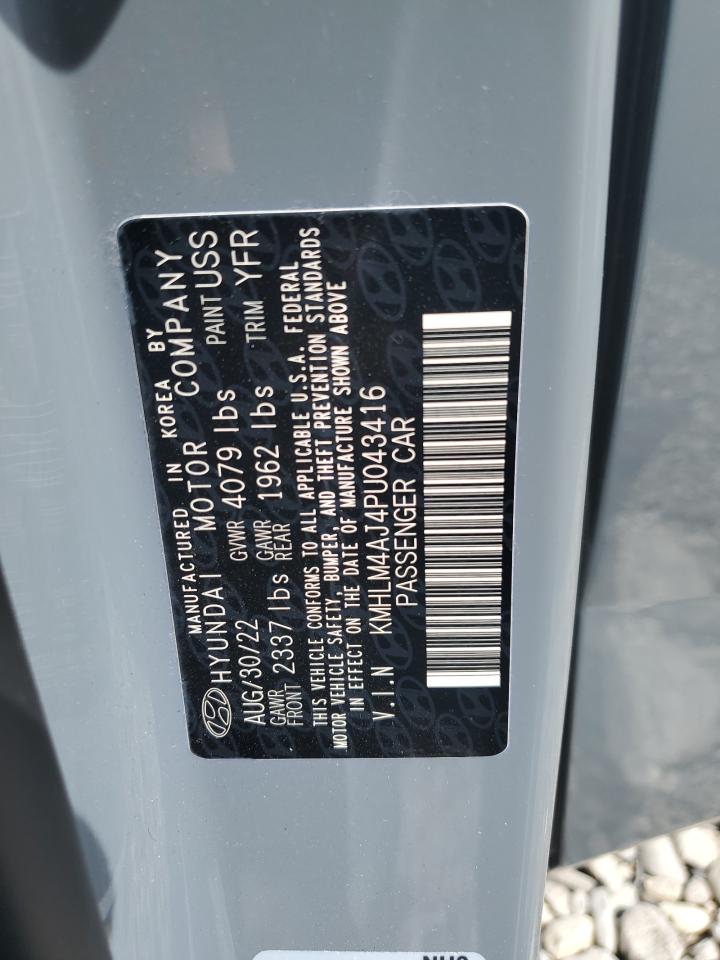 MANUFACTURED IN KOREA BY
HYUNDAI MOTOR COMPANY
AUG/30/22 GVWR 4079 lbs PAINT USS
GAWR FRONT 2337 lbs GAWR REAR 1962 lbs TRIM YFR
THIS VEHICLE CONFORMS TO ALL APPLICABLE U.S.A. FEDERAL
MOTOR VEHICLE SAFETY, BUMPER, AND THEFT PREVENTION STANDARDS
IN EFFECT ON THE DATE OF MANUFACTURE SHOWN ABOVE
V.I.N KMHLM4AJ4PU043416
PASSENGER CAR